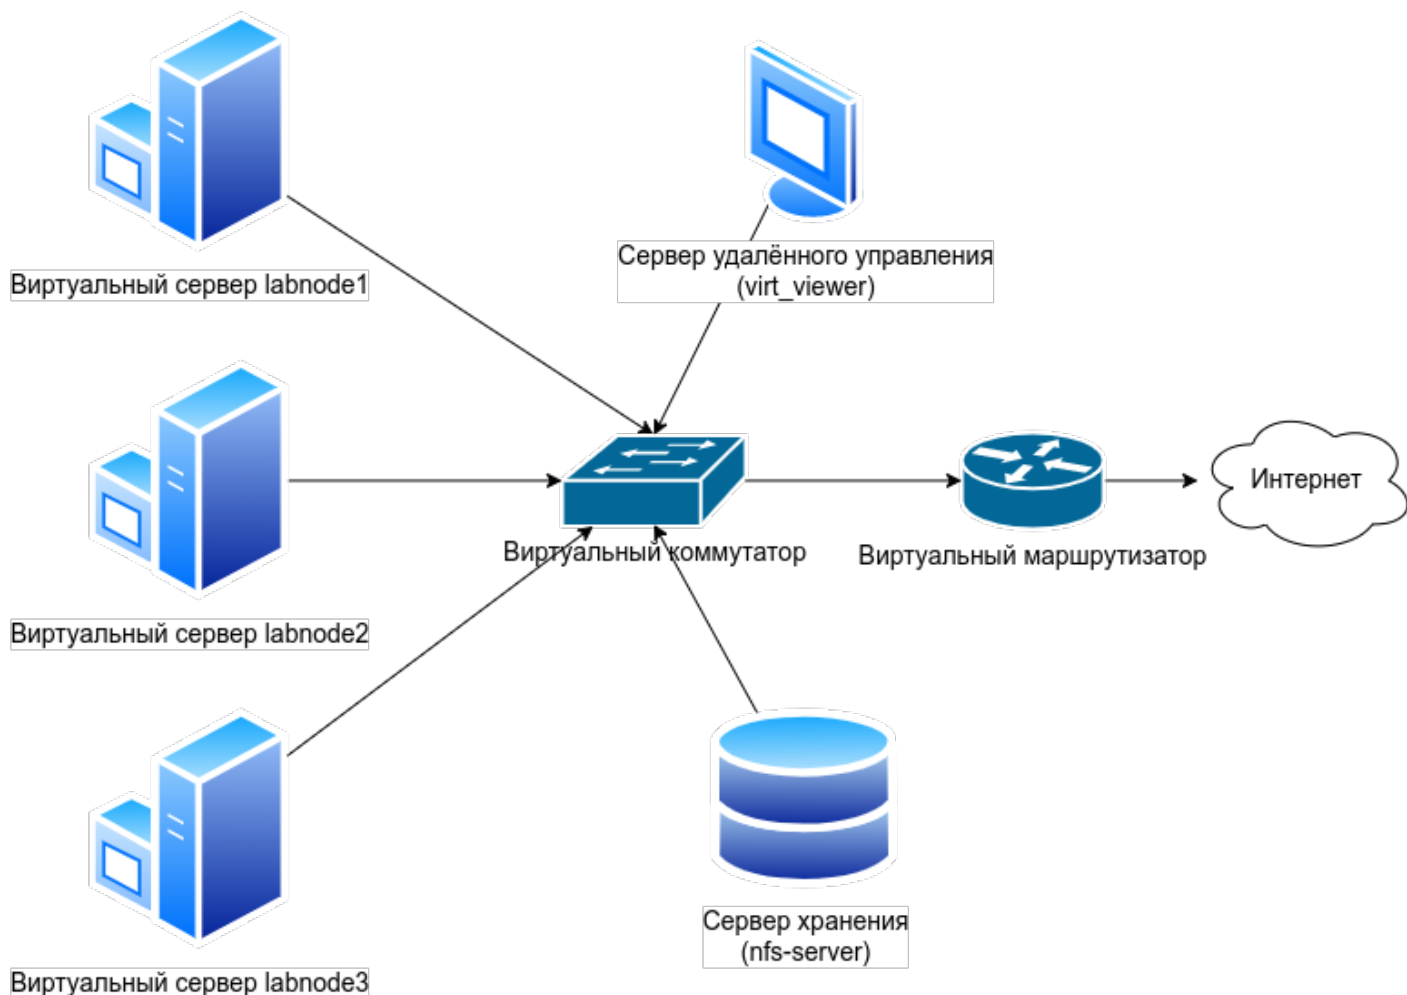 Виртуальный сервер labnode1
Сервер удалённого управления
(virt_viewer)
Виртуальный сервер labnode2
Виртуальный коммутатор
Виртуальный маршрутизатор
Интернет
Виртуальный сервер labnode3
Сервер хранения
(nfs-server)